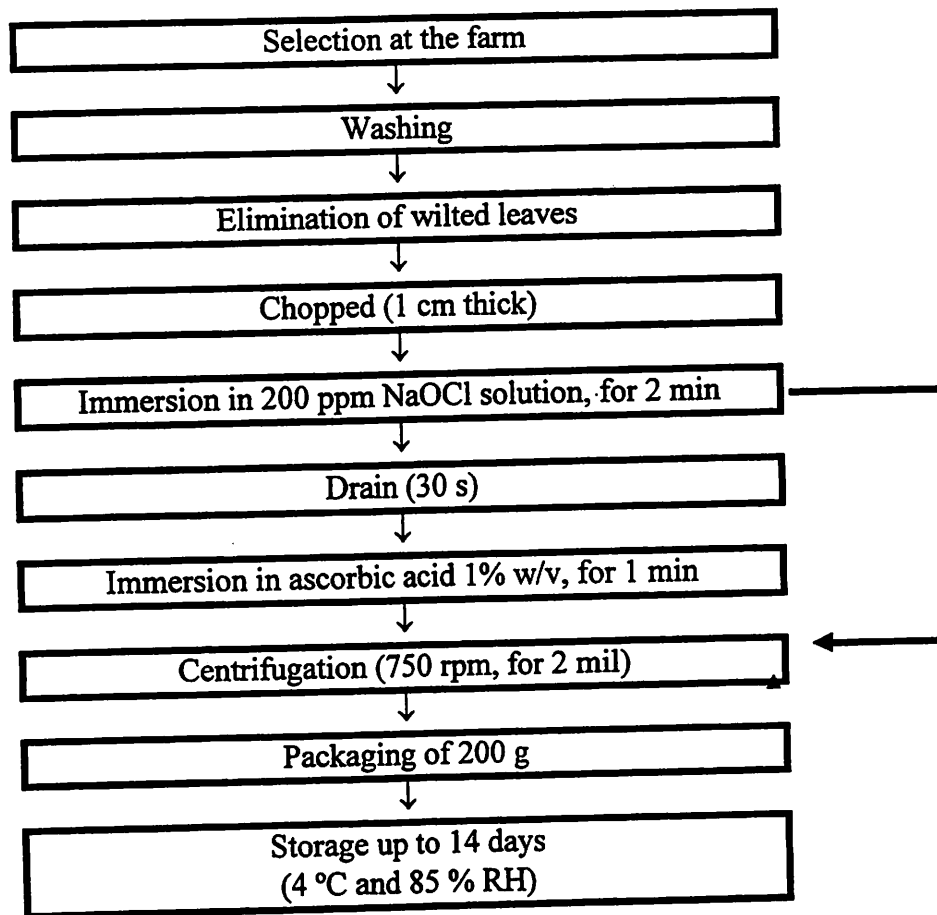 Selection at the farm
Washing
Elimination of wilted leaves
Chopped (1 cm thick)
Immersion in 200 ppm NaOCl solution, for 2 min
Drain (30 s)
Immersion in ascorbic acid 1% w/v, for 1 min
Centrifugation (750 rpm, for 2 mil)
Packaging of 200 g
Storage up to 14 days
(4 ºC and 85 % RH)